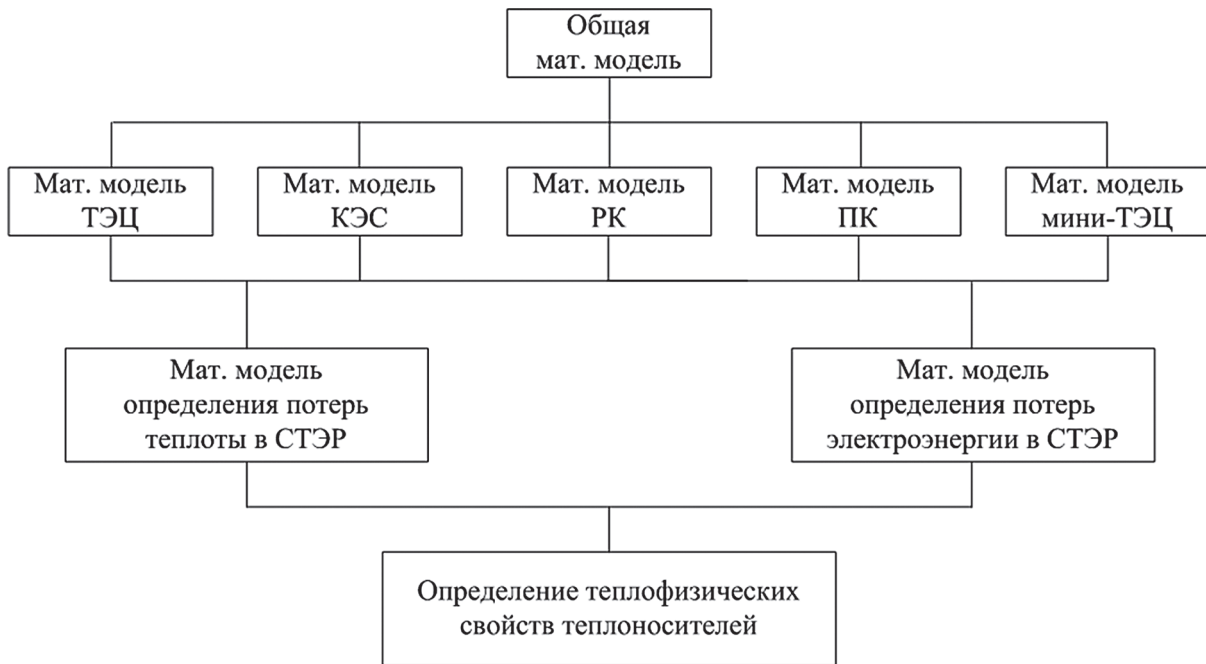 Общая
мат. модель
Мат. модель
ТЭЦ
Мат. модель
КЭС
Мат. модель
РК
Мат. модель
ПК
Мат. модель
мини-ТЭЦ
Мат. модель
определения потерь
теплоты в СТЭР
Мат. модель
определения потерь
электроэнергии в СТЭР
Определение теплофизических
свойств теплоносителей